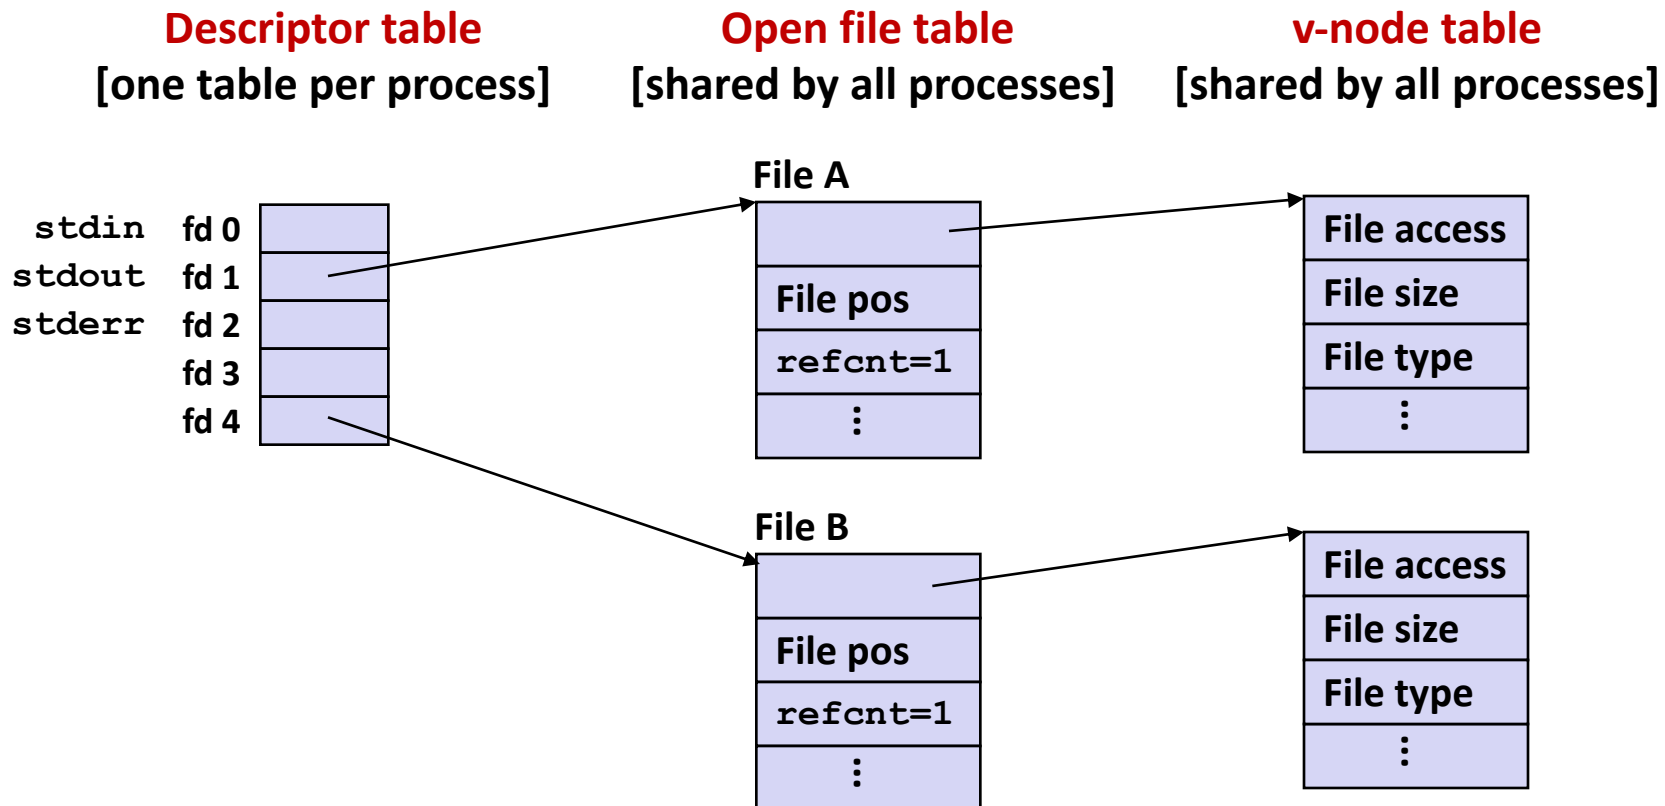 Descriptor table
[one table per process]
Open file table
[shared by all processes]
v-node table
[shared by all processes]
stdin fd 0
stdout fd 1
stderr fd 2
fd 3
fd 4
File A
File pos
refcnt=1
⋮
File access
File size
File type
⋮
File B
File pos
refcnt=1
⋮
File access
File size
File type
⋮